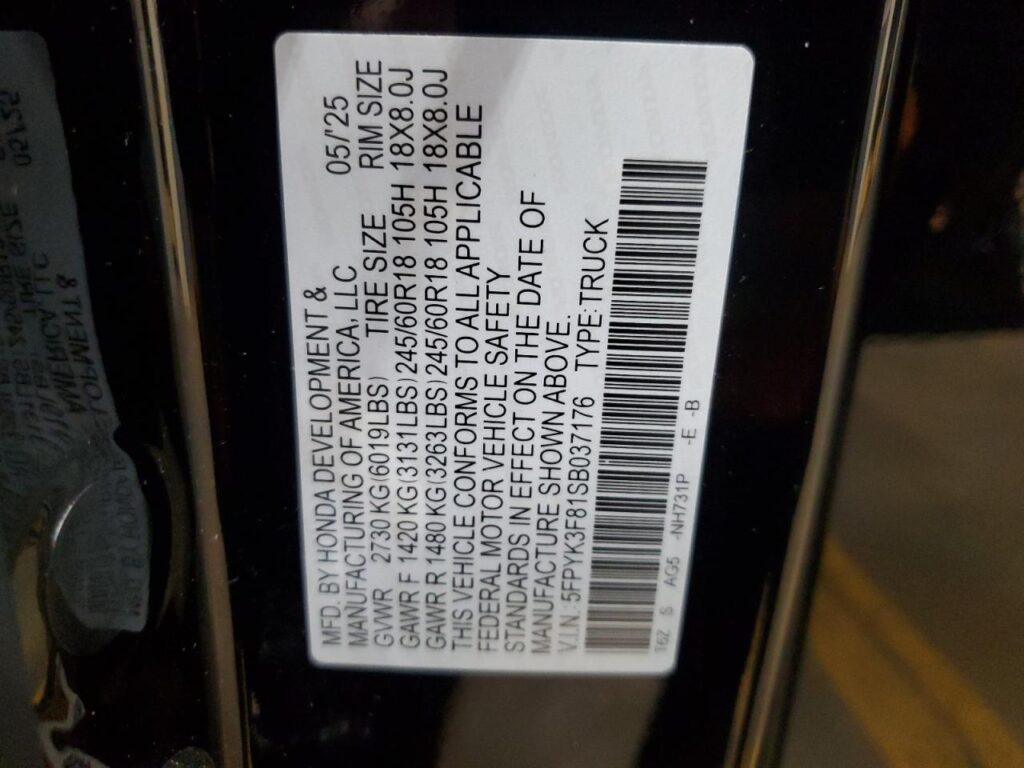 MFD. BY HONDA DEVELOPMENT & 05/'25
MANUFACTURING OF AMERICA, LLC
GVWR 2730 KG(6019LBS) TIRE SIZE RIM SIZE
GAWR F 1420 KG(3131LBS) 245/60R18 105H 18X8.0J
GAWR R 1480 KG(3263LBS) 245/60R18 105H 18X8.0J
THIS VEHICLE CONFORMS TO ALL APPLICABLE
FEDERAL MOTOR VEHICLE SAFETY
STANDARDS IN EFFECT ON THE DATE OF
MANUFACTURE SHOWN ABOVE.
V.I.N.: 5FPYK3F81SB037176 TYPE: TRUCK
T6Z S AG5 -NH731P -E -B